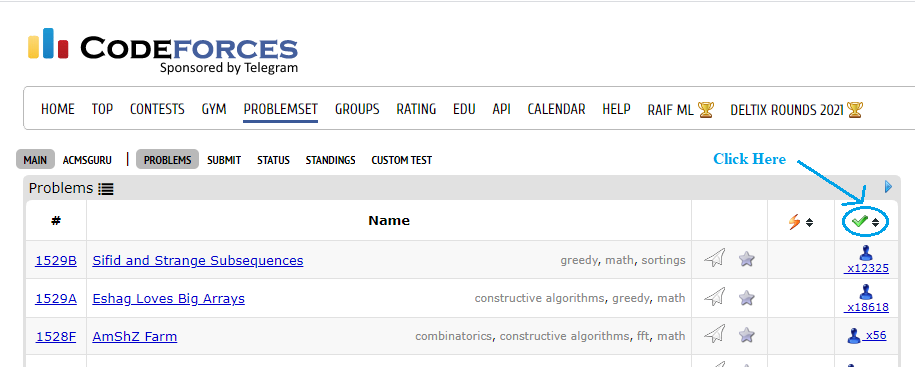 CODEFORCES
Sponsored by Telegram
HOME TOP CONTESTS GYM PROBLEMSET GROUPS RATING EDU API CALENDAR HELP RAIF ML DELTIX ROUNDS 2021
MAIN ACMSGURU | PROBLEMS SUBMIT STATUS STANDINGS CUSTOM TEST
Click Here
Problems
# Name
1529B Sifid and Strange Subsequences greedy, math, sortings x12325
1529A Eshag Loves Big Arrays constructive algorithms, greedy, math x18618
1528F AmShZ Farm combinatorics, constructive algorithms, fft, math x56